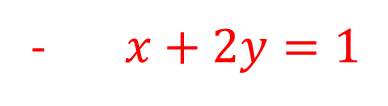 - x + 2y = 1